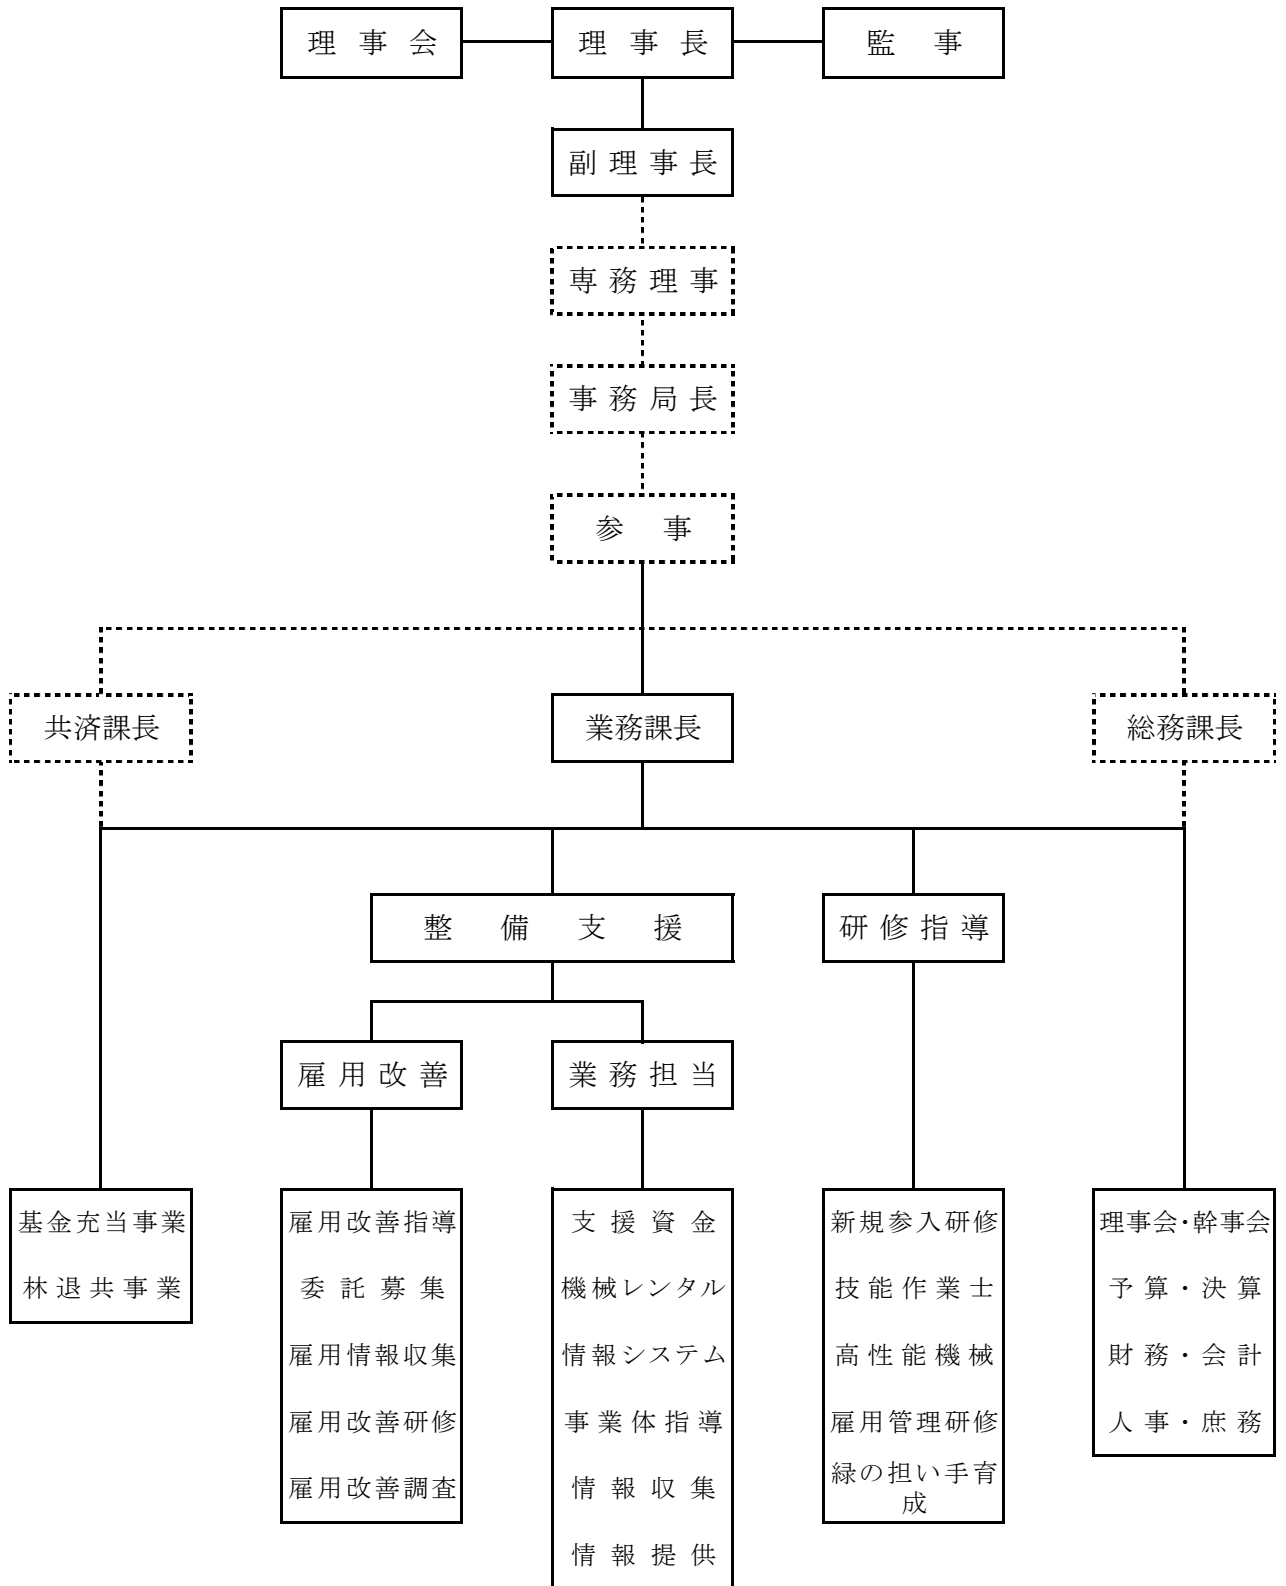 理事会
理事長
監事
副理事長
専務理事
事務局長
参事
共済課長
業務課長
総務課長
整備支援
研修指導
雇用改善
業務担当
基金充当事業
林退共事業
雇用改善指導
委託募集
雇用情報収集
雇用改善研修
雇用改善調査
支援資金
機械レンタル
情報システム
事業体指導
情報収集
情報提供
新規参入研修
技能作業士
高性能機械
雇用管理研修
緑の担い手育
成
理事会・幹事会
予算・決算
財務・会計
人事・庶務